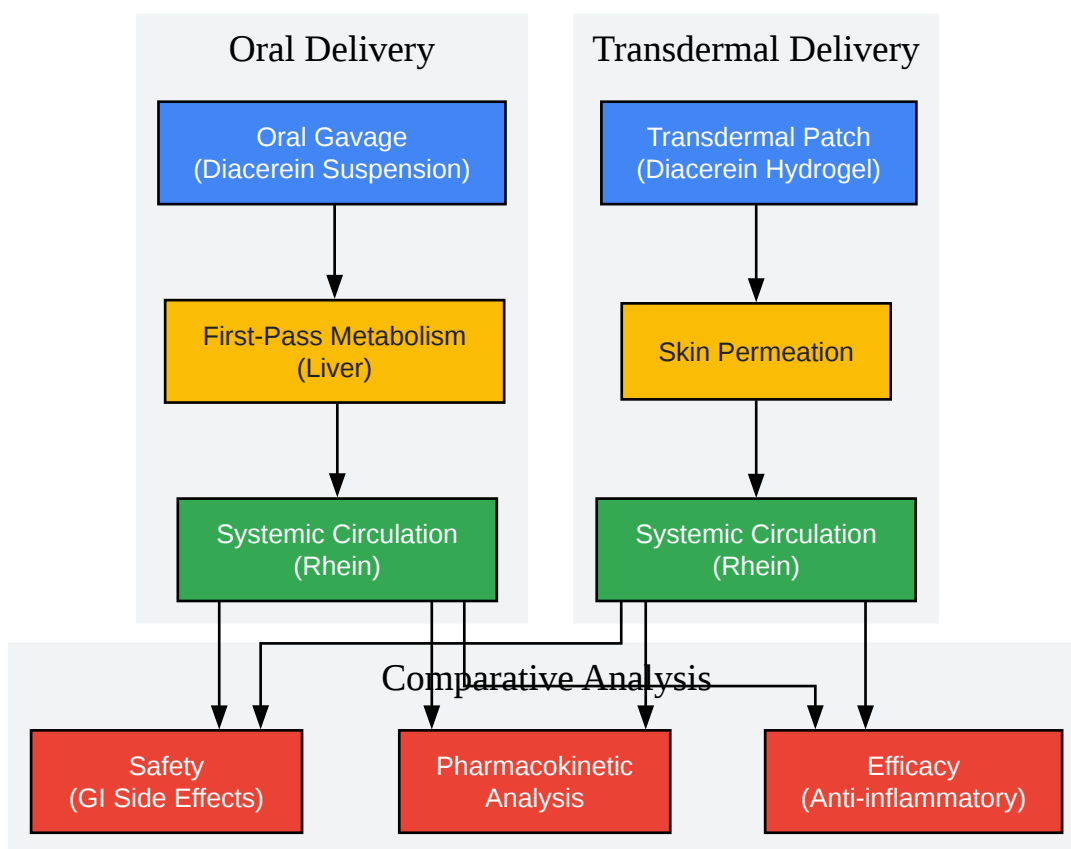 Oral Delivery
Transdermal Delivery
Oral Gavage
(Diacerein Suspension)
Transdermal Patch
(Diacerein Hydrogel)
First-Pass Metabolism
(Liver)
Skin Permeation
Systemic Circulation
(Rhein)
Systemic Circulation
(Rhein)
Comparative Analysis
Safety
(GI Side Effects)
Pharmacokinetic
Analysis
Efficacy
(Anti-inflammatory)